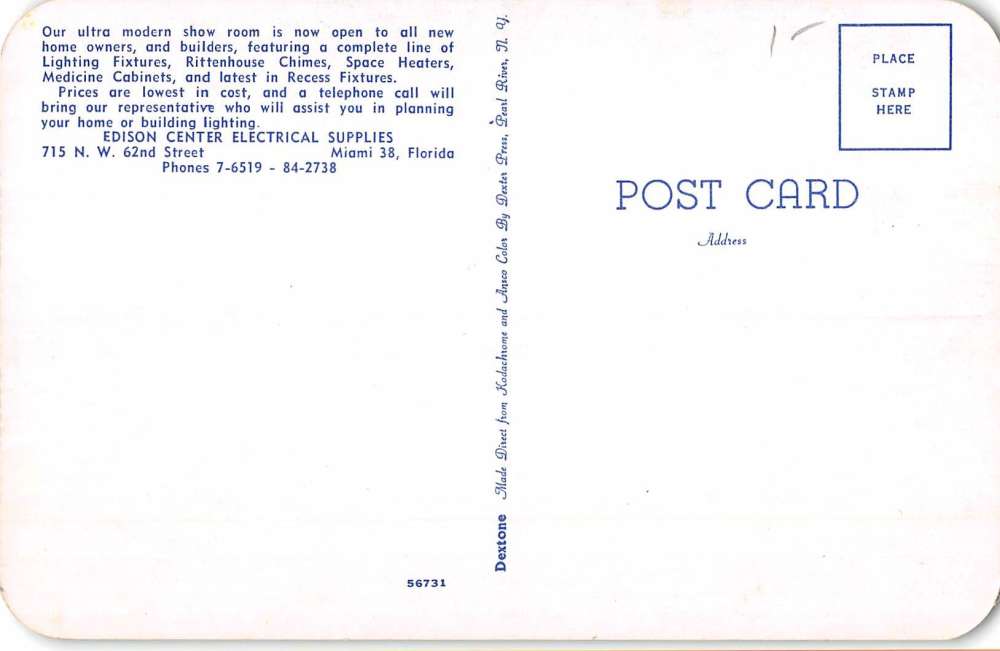 Our ultra modern show room is now open to all new
home owners, and builders, featuring a complete line of
Lighting Fixtures, Rittenhouse Chimes, Space Heaters,
Medicine Cabinets, and latest in Recess Fixtures.
Prices are lowest in cost, and a telephone call will
bring our representative who will assist you in planning
your home or building lighting.
EDISON CENTER ELECTRICAL SUPPLIES
715 N. W. 62nd Street Miami 38, Florida
Phones 7-6519 - 84-2738
56731
Dextone Made Direct from Kodachrome and Ansco Color By Dexter Press, Pearl River, N. Y.
PLACE
STAMP
HERE
POST CARD
Address